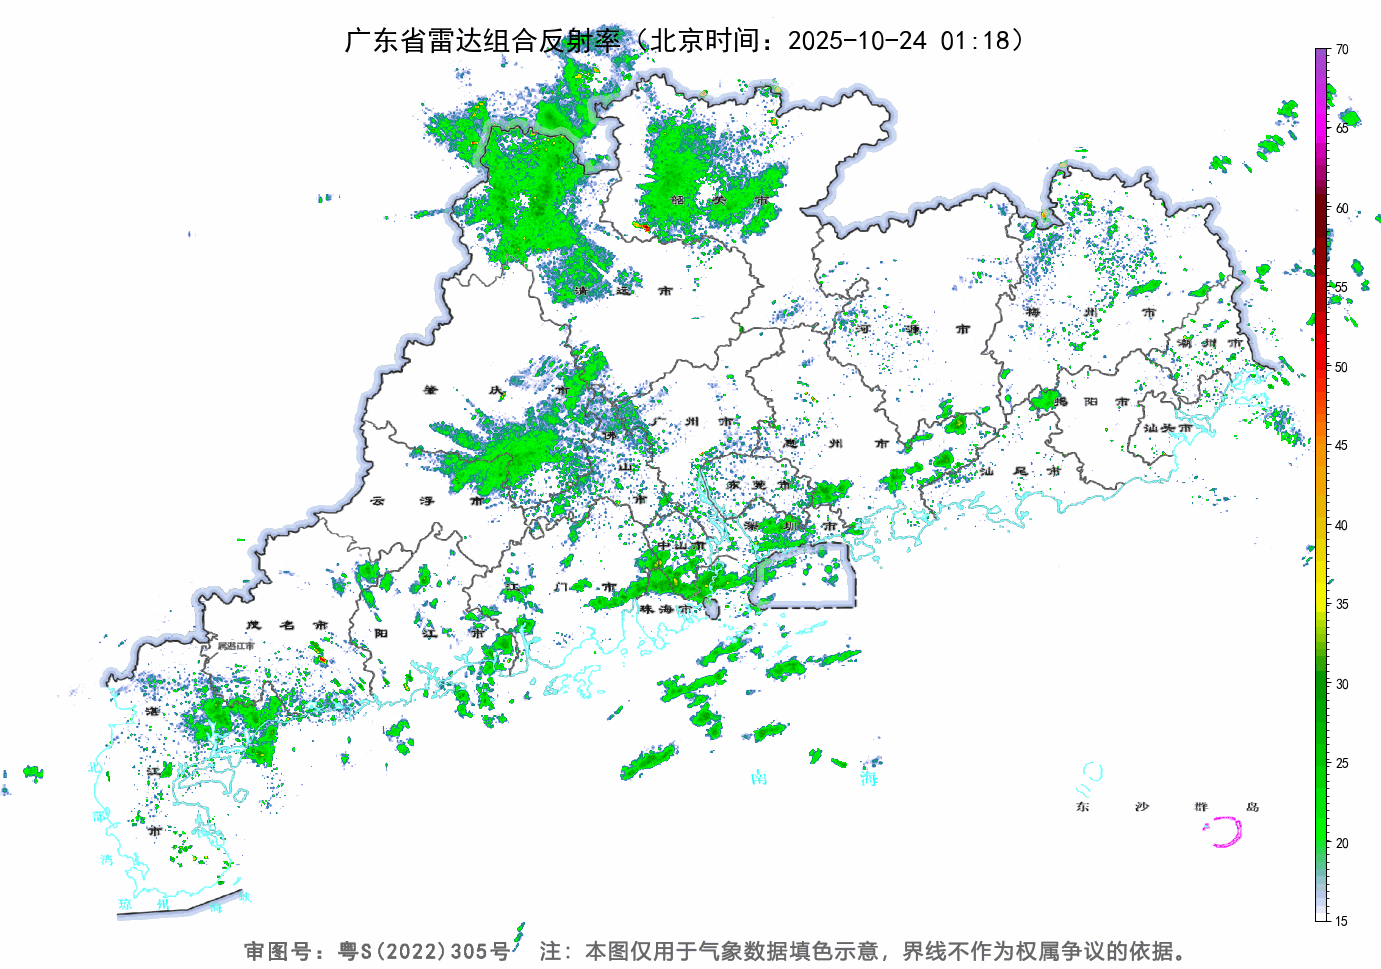 广东省雷达组合反射率（北京时间：2025-10-24 01:18）
70
65
60
55
50
45
40
35
30
25
20
15
韶 关 市
清 远 市
梅 州 市
河 源 市
潮 州 市
肇 庆 市
揭 阳 市
广 州 市
汕头市
佛 山 市
惠 州 市
汕 尾 市
东 莞 市
云 浮 市
深 圳 市
中山市
江 门 市
珠海市
茂 名 市
阳 江 市
属湛江市
湛 江 市
北 部 湾
南 海
东 沙 群 岛
琼 州 海 峡
审图号：粤S(2022)305号 注：本图仅用于气象数据填色示意，界线不作为权属争议的依据。